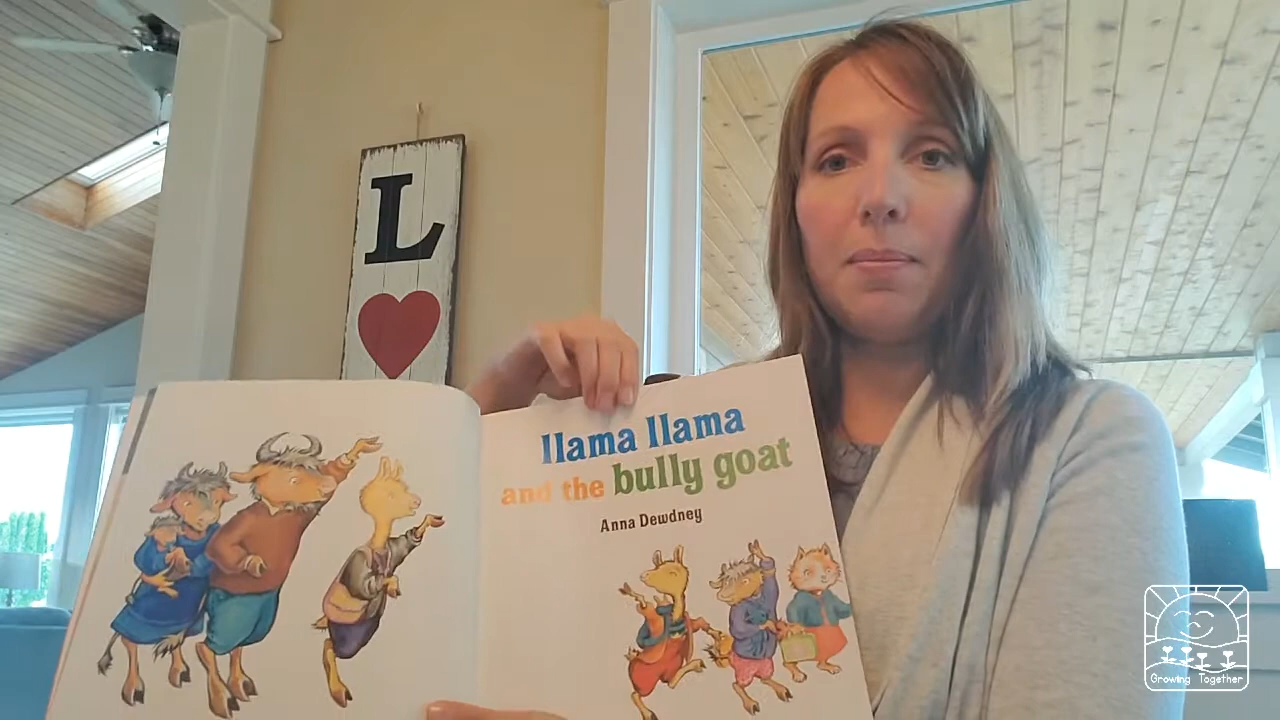 L
llama llama
and the bully goat
Anna Dewdney
Growing Together